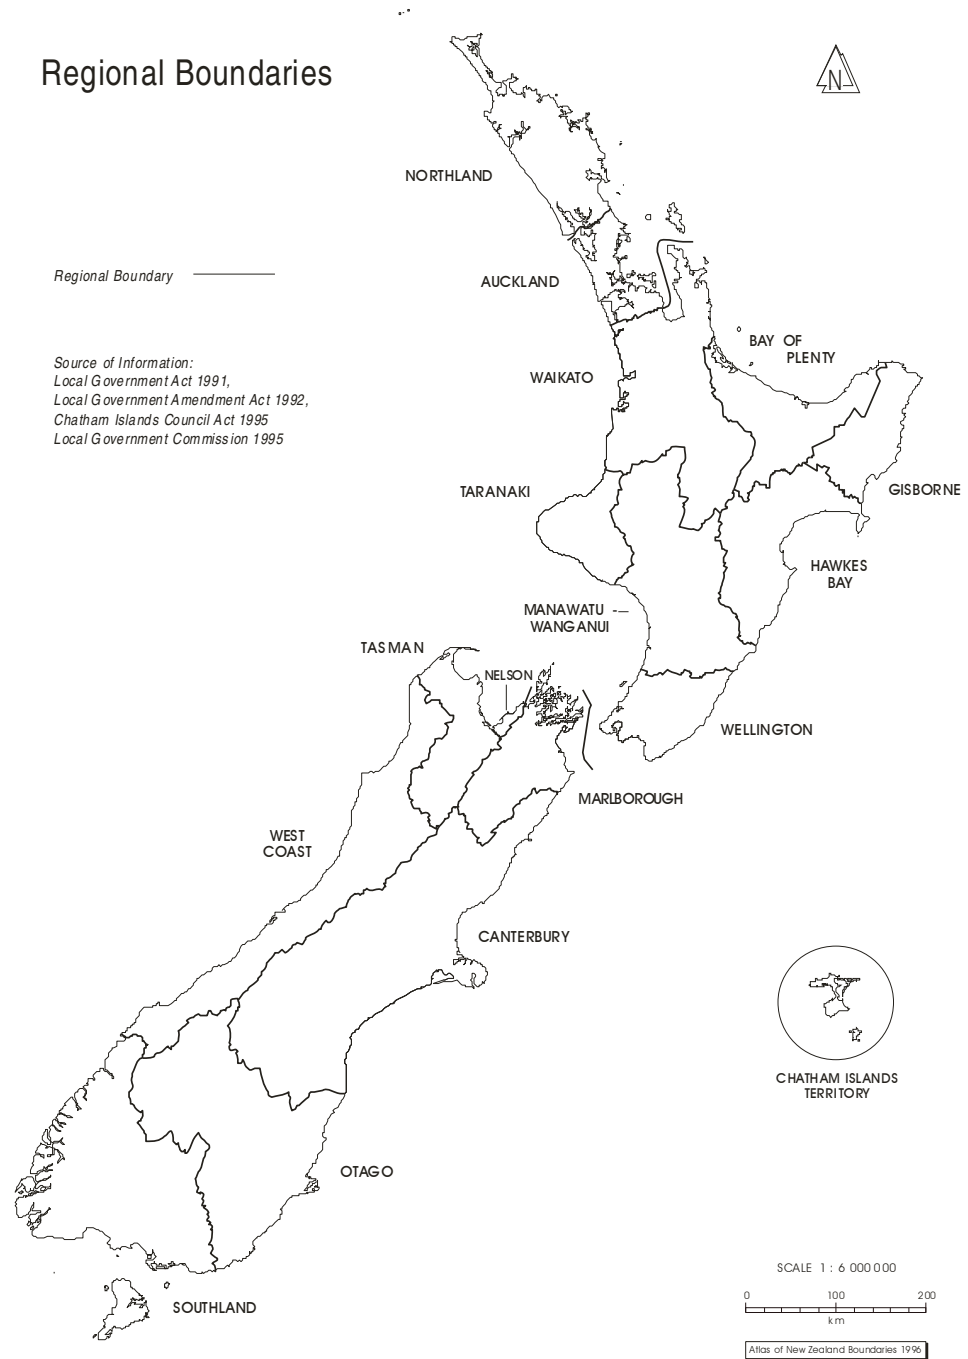 Regional Boundaries
N
NORTHLAND
Regional Boundary
AUCKLAND
Source of Information:
Local Government Act 1991,
Local Government Amendment Act 1992,
Chatham Islands Council Act 1995
Local Government Commission 1995
BAY OF
PLENTY
WAIKATO
TARANAKI
GISBORNE
HAWKES
BAY
MANAWATU
WANGANUI
TASMAN
NELSON
WELLINGTON
MARLBOROUGH
WEST
COAST
CANTERBURY
CHATHAM ISLANDS
TERRITORY
OTAGO
SOUTHLAND
SCALE 1 : 6 000 000
0 100 200
km
Atlas of New Zealand Boundaries 1996